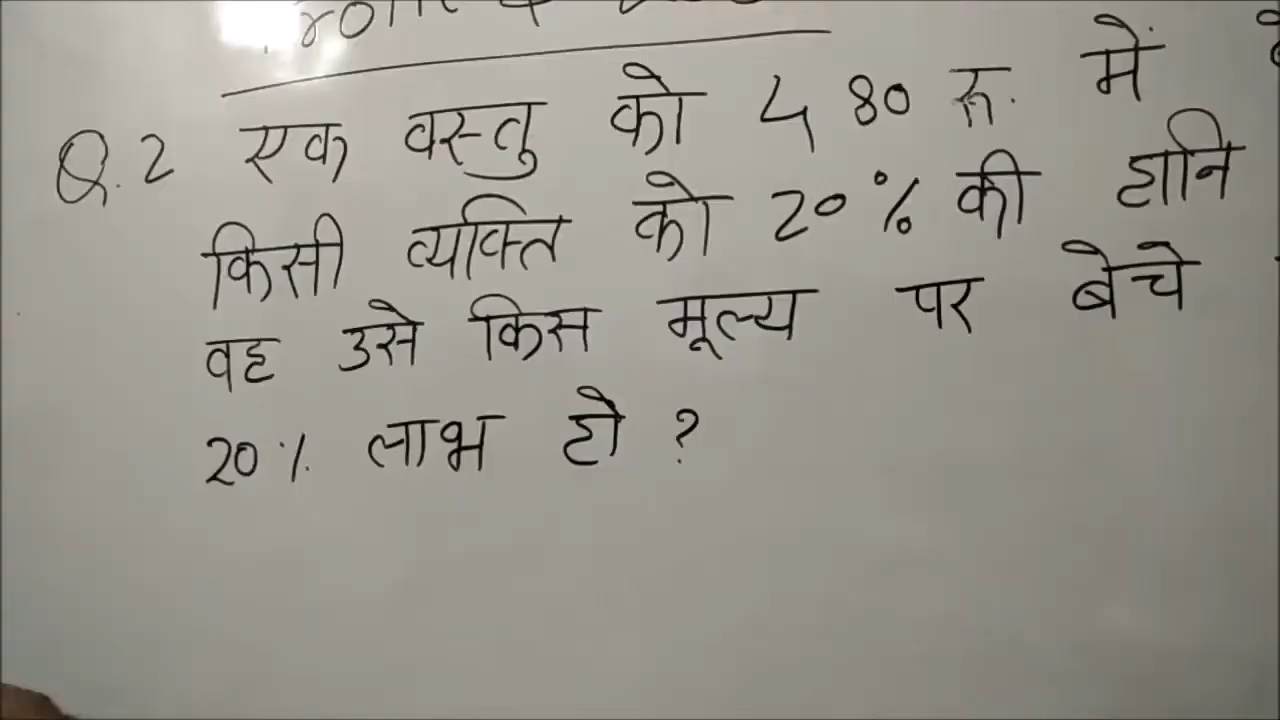 Q.2 एक वस्तु को 480 रू. में
किसी व्यक्ति को 20% की हानि
वह उसे किस मूल्य पर बेचे
20% लाभ हो ?